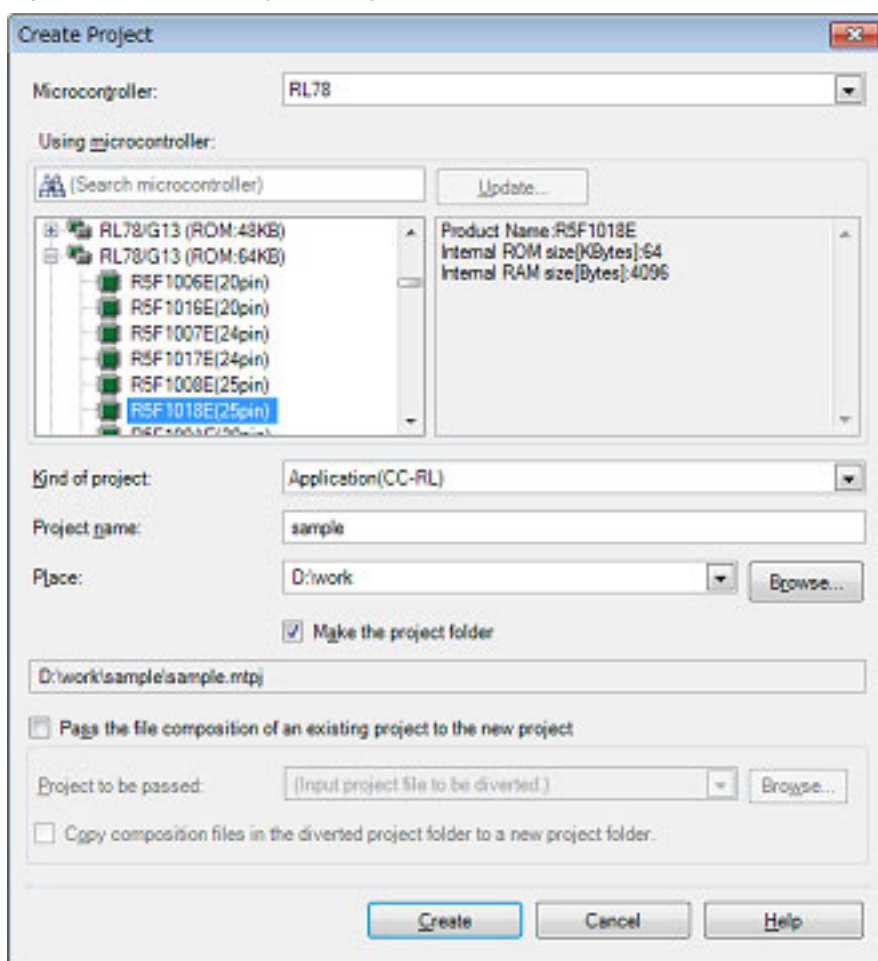 Create Project
Microcontroller: RL78
Using microcontroller:
(Search microcontroller) Update...
RL78/G13 (ROM:48KB)
RL78/G13 (ROM:64KB)
R5F1006E(20pin)
R5F1016E(20pin)
R5F1007E(24pin)
R5F1017E(24pin)
R5F1008E(25pin)
R5F1018E(25pin)
Product Name:R5F1018E
Internal ROM size[KBytes]:64
Internal RAM size[Bytes]:4096
Kind of project: Application(CC-RL)
Project name: sample
Place: D:\work Browse...
Make the project folder
D:\work\sample\sample.mtpj
Pass the file composition of an existing project to the new project
Project to be passed: (Input project file to be diverted.) Browse...
Copy composition files in the diverted project folder to a new project folder.
Create Cancel Help